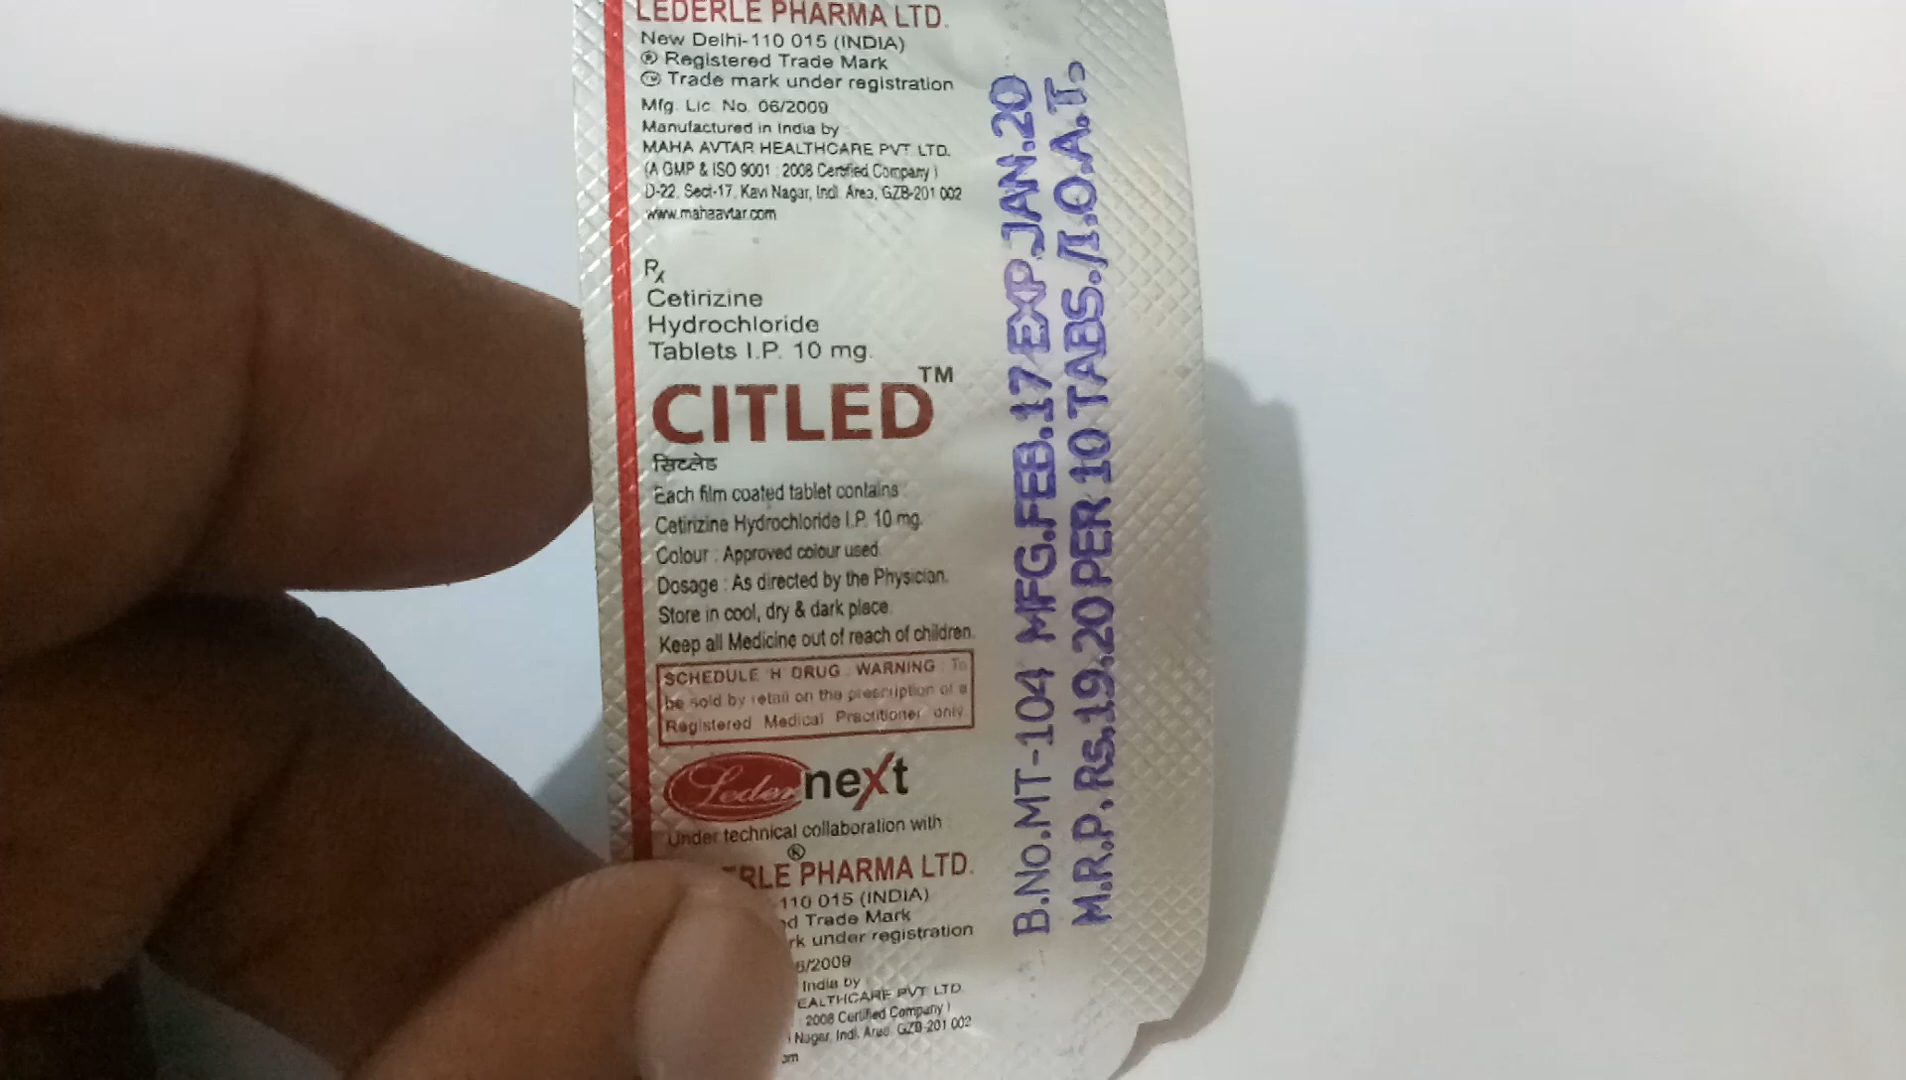 LEDERLE PHARMA LTD.
New Delhi-110 015 (INDIA)
® Registered Trade Mark
™ Trade mark under registration
Mfg. Lic. No. 06/2009
Manufactured in India by
MAHA AVTAR HEALTHCARE PVT. LTD.
(A GMP & ISO 9001 : 2008 Certified Company)
D-22, Sect-17, Kavi Nagar, Indl. Area, GZB-201 002
www.mahaavtar.com
Rx
Cetirizine
Hydrochloride
Tablets I.P. 10 mg.
CITLED™
सिटलेड
Each film coated tablet contains :
Cetirizine Hydrochloride I.P. 10 mg.
Colour : Approved colour used.
Dosage : As directed by the Physician.
Store in cool, dry & dark place.
Keep all Medicine out of reach of children.
SCHEDULE 'H' DRUG : WARNING : To
be sold by retail on the prescription of a
Registered Medical Practitioner only.
Leder next
Under technical collaboration with
®
ERLE PHARMA LTD.
110 015 (INDIA)
d Trade Mark
rk under registration
6/2009
India by
EALTHCARE PVT. LTD.
2008 Certified Company)
Nagar, Indl. Area, GZB-201 002
om
B.No.MT-104 MFG.FEB.17 EXP.JAN.20
M.R.P. Rs.19.20 PER 10 TABS./I.O.A.T.